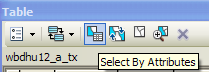 Table
wbdhu12_a_tx
Select By Attributes